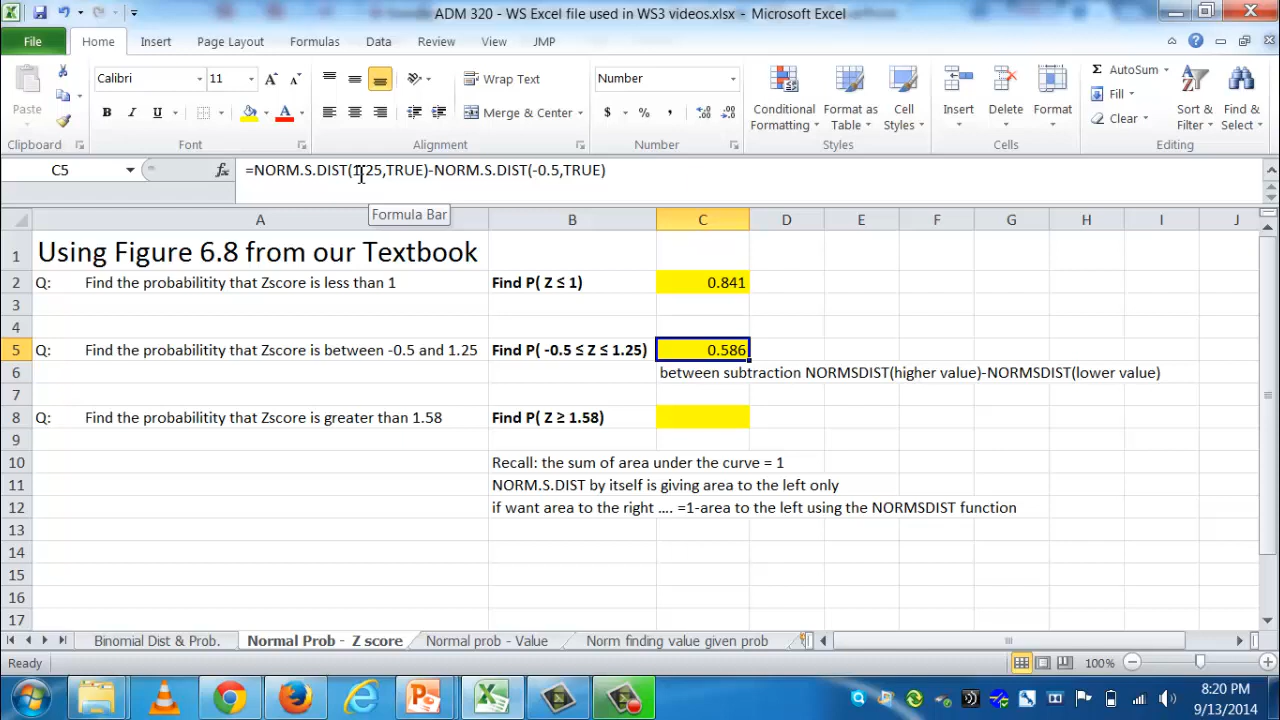 ADM 320 - WS Excel file used in WS3 videos.xlsx - Microsoft Excel
File Home Insert Page Layout Formulas Data Review View JMP
Paste
Clipboard
Calibri 11
B I U
A
Font
Wrap Text
Merge & Center
Alignment
Number
$ % ,
Number
Conditional Formatting
Format as Table
Cell Styles
Styles
Insert Delete Format
Cells
Σ AutoSum
Fill
Clear
Sort & Filter
Find & Select
Editing
C5 fx =NORM.S.DIST(1.25,TRUE)-NORM.S.DIST(-0.5,TRUE)
Formula Bar
A B C D E F G H I J
1 Using Figure 6.8 from our Textbook
2 Q: Find the probabilitity that Zscore is less than 1 Find P( Z ≤ 1) 0.841
3
4
5 Q: Find the probabilitity that Zscore is between -0.5 and 1.25 Find P( -0.5 ≤ Z ≤ 1.25) 0.586
6 between subtraction NORMSDIST(higher value)-NORMSDIST(lower value)
7
8 Q: Find the probabilitity that Zscore is greater than 1.58 Find P( Z ≥ 1.58)
9
10 Recall: the sum of area under the curve = 1
11 NORM.S.DIST by itself is giving area to the left only
12 if want area to the right .... =1-area to the left using the NORMSDIST function
13
14
15
16
17
Binomial Dist & Prob. Normal Prob - Z score Normal prob - Value Norm finding value given prob
Ready 100%
8:20 PM
9/13/2014